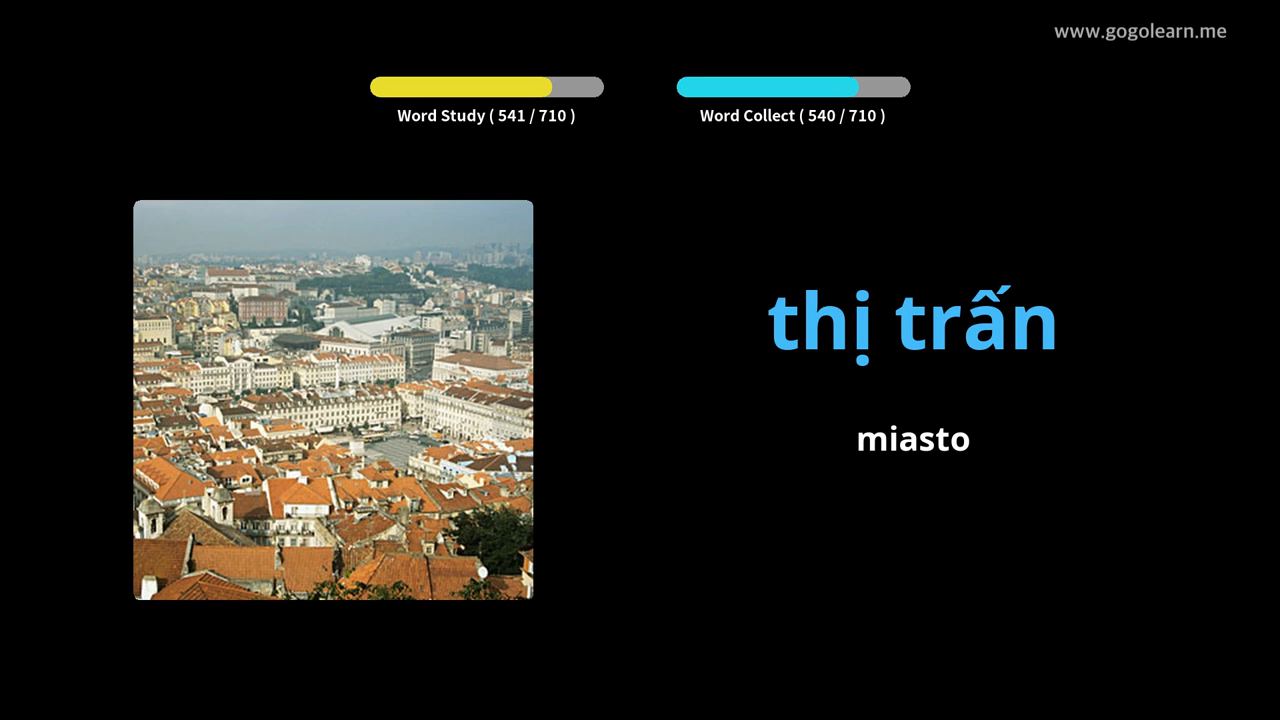 www.gogolearn.me
Word Study ( 541 / 710 )
Word Collect ( 540 / 710 )
thị trấn
miasto